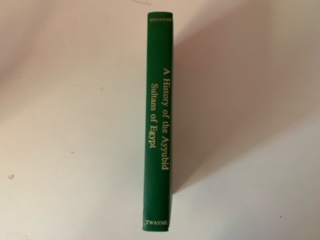 A History of the Ayyubid
Sultans of Egypt
TWAYNE